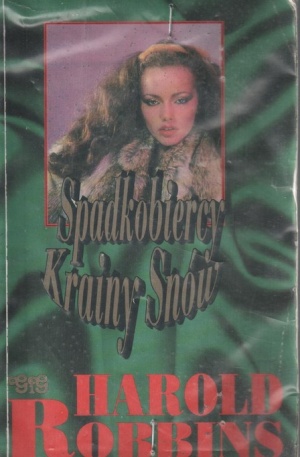 Spadkobiercy
Krainy Snów
HAROLD
ROBBINS